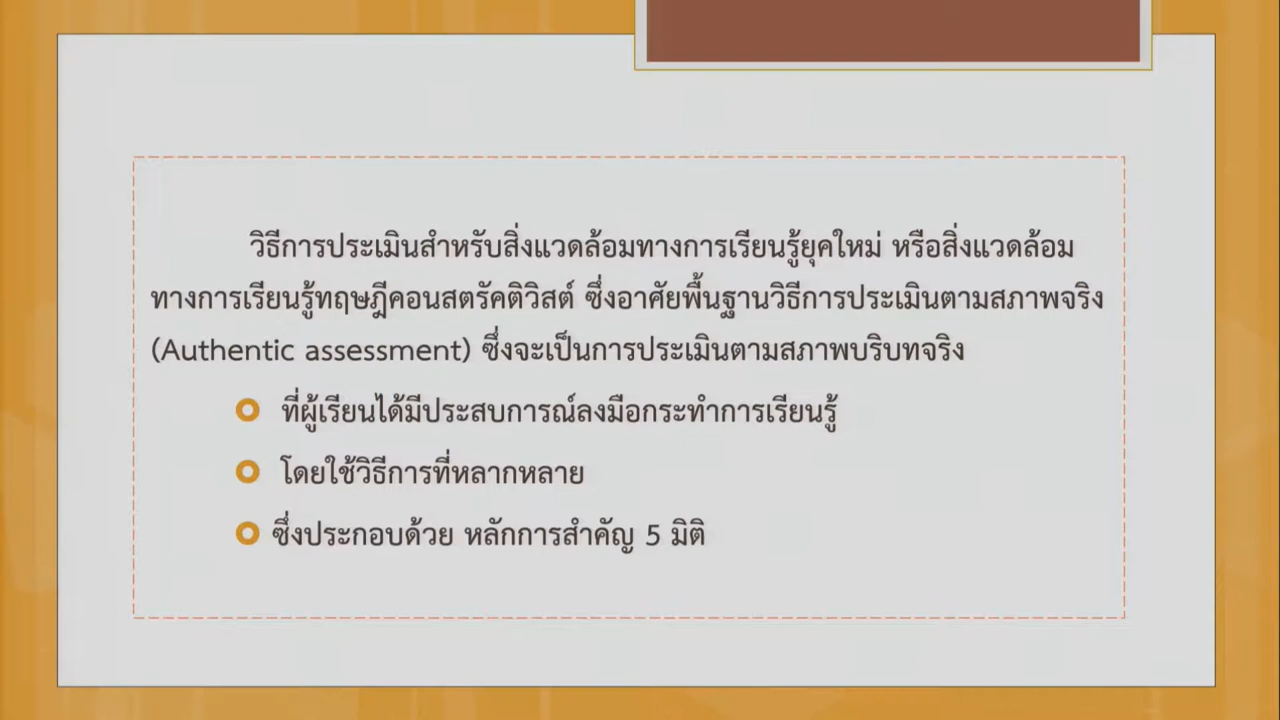 วิธีการประเมินสำหรับสิ่งแวดล้อมทางการเรียนรู้ยุคใหม่ หรือสิ่งแวดล้อม
ทางการเรียนรู้ทฤษฎีคอนสตรัคติวิสต์ ซึ่งอาศัยพื้นฐานวิธีการประเมินตามสภาพจริง
(Authentic assessment) ซึ่งจะเป็นการประเมินตามสภาพบริบทจริง
ที่ผู้เรียนได้มีประสบการณ์ลงมือกระทำการเรียนรู้
โดยใช้วิธีการที่หลากหลาย
ซึ่งประกอบด้วย หลักการสำคัญ 5 มิติ